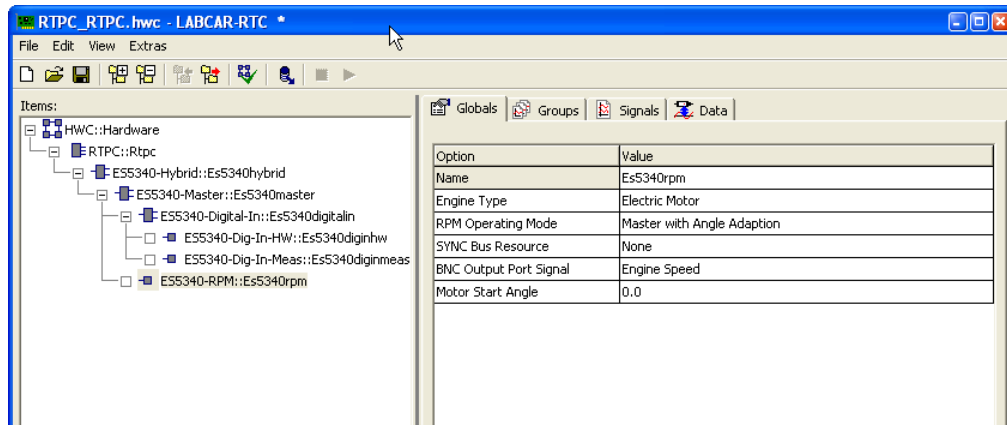 RTPC_RTPC.hwc - LABCAR-RTC *
File Edit View Extras
Items:
HWC::Hardware
RTPC::Rtpc
ES5340-Hybrid::Es5340hybrid
ES5340-Master::Es5340master
ES5340-Digital-In::Es5340digitalin
ES5340-Dig-In-HW::Es5340diginhw
ES5340-Dig-In-Meas::Es5340diginmeas
ES5340-RPM::Es5340rpm
Globals Groups Signals Data
Option Value
Name Es5340rpm
Engine Type Electric Motor
RPM Operating Mode Master with Angle Adaption
SYNC Bus Resource None
BNC Output Port Signal Engine Speed
Motor Start Angle 0.0